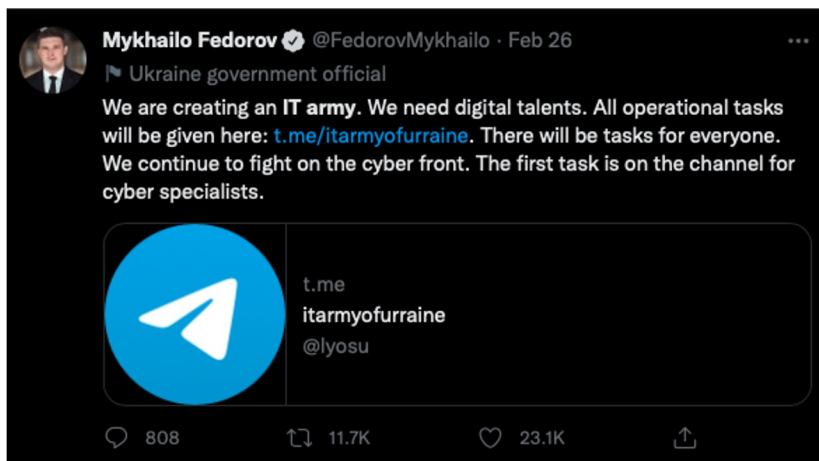 Mykhailo Fedorov @FedorovMykhailo · Feb 26
Ukraine government official
We are creating an IT army. We need digital talents. All operational tasks
will be given here: t.me/itarmyofurraine. There will be tasks for everyone.
We continue to fight on the cyber front. The first task is on the channel for
cyber specialists.
t.me
itarmyofurraine
@lyosu
808 11.7K 23.1K